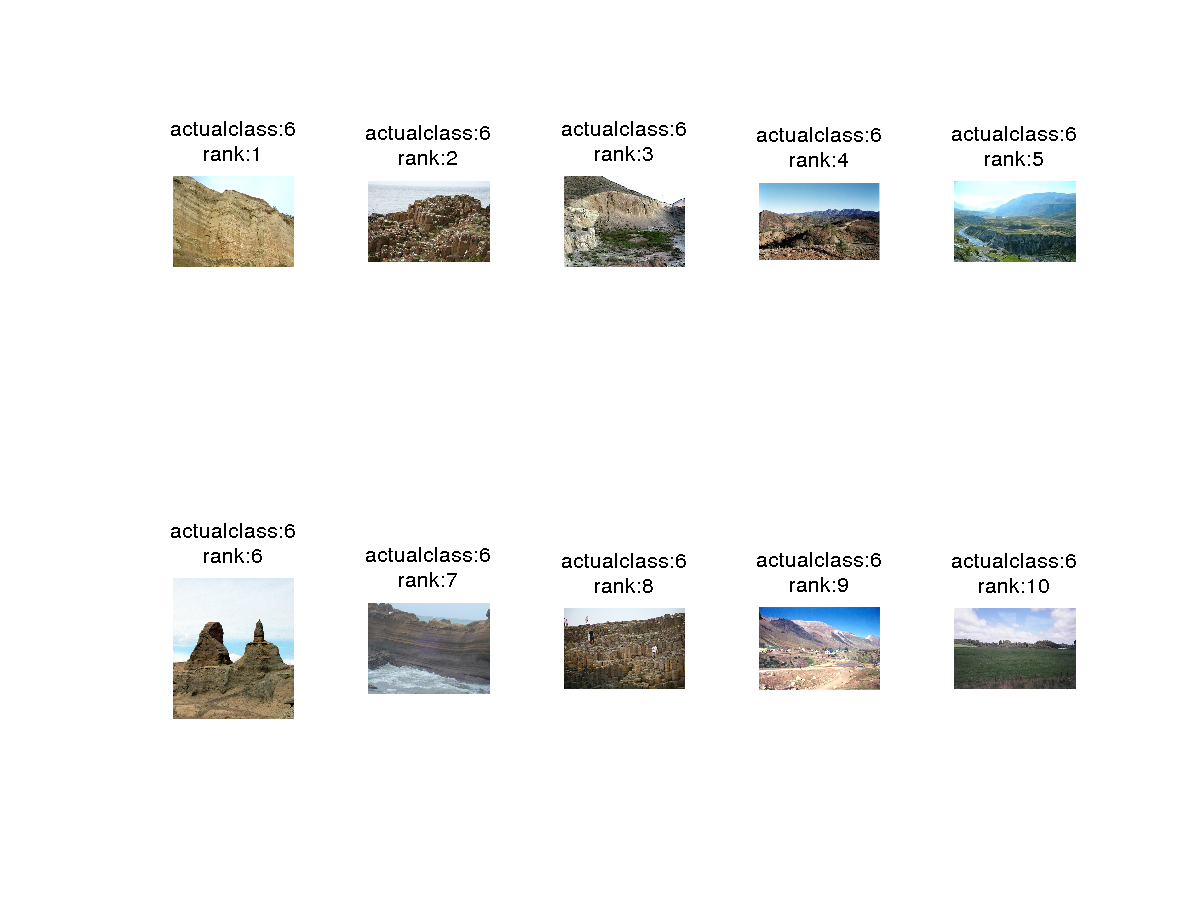 actualclass:6
rank:1
actualclass:6
rank:2
actualclass:6
rank:3
actualclass:6
rank:4
actualclass:6
rank:5
actualclass:6
rank:6
actualclass:6
rank:7
actualclass:6
rank:8
actualclass:6
rank:9
actualclass:6
rank:10